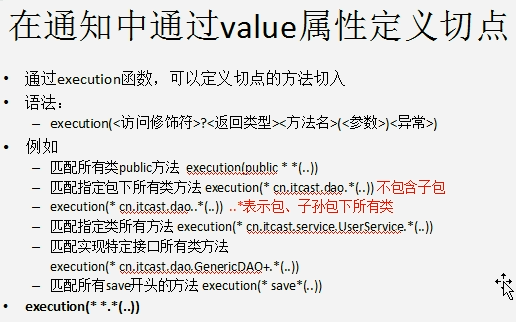 在通知中通过value属性定义切点
• 通过execution函数，可以定义切点的方法切入
• 语法：
– execution(<访问修饰符>?<返回类型><方法名>(<参数>)<异常>)
• 例如
– 匹配所有类public方法 execution(public * *(..))
– 匹配指定包下所有类方法 execution(* cn.itcast.dao.*(..)) 不包含子包
– execution(* cn.itcast.dao..*(..)) ..*表示包、子孙包下所有类
– 匹配指定类所有方法 execution(* cn.itcast.service.UserService.*(..))
– 匹配实现特定接口所有类方法
execution(* cn.itcast.dao.GenericDAO+.*(..))
– 匹配所有save开头的方法 execution(* save*(..))
• execution(* *.*(..))